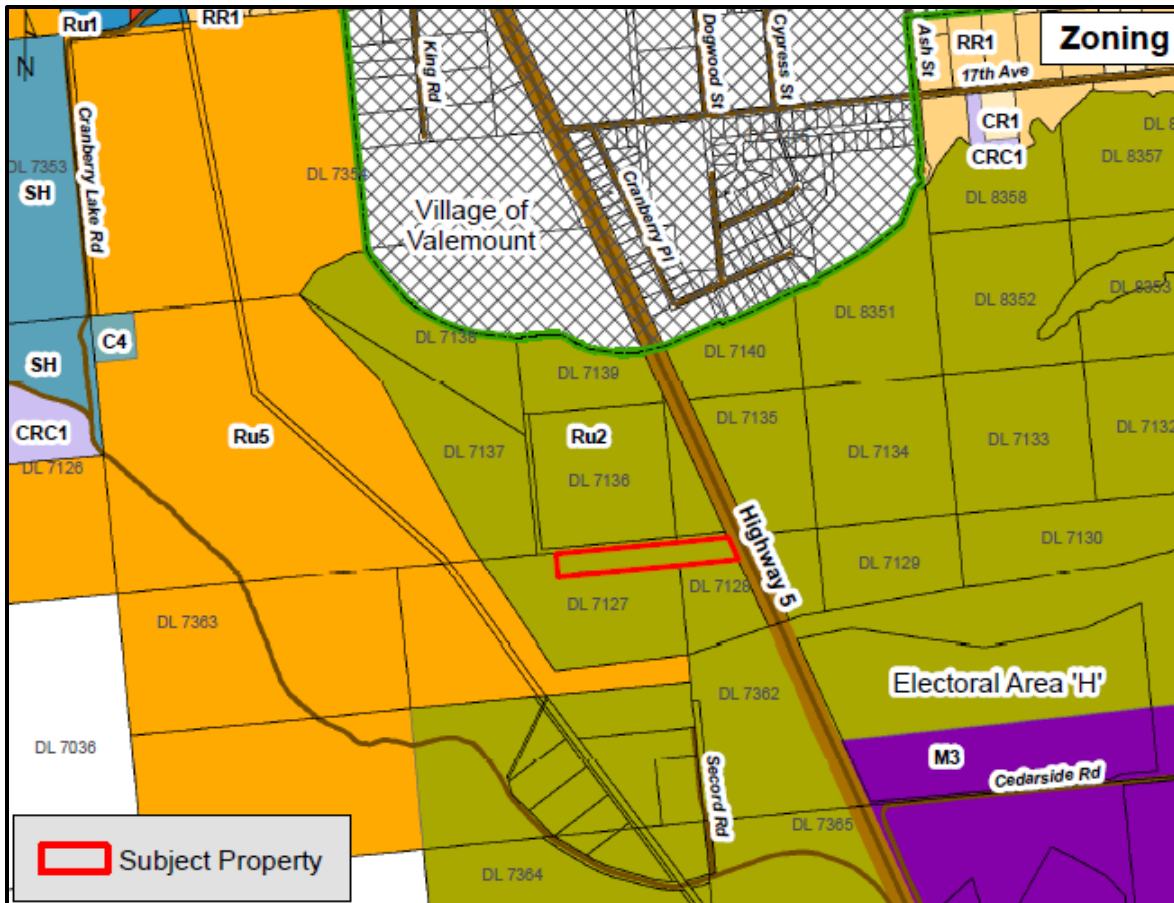 Zoning
Ru1
RR1
N
King Rd
Dogwood St
Cypress St
Ash St
RR1
17th Ave
CR1
CRC1
DL 8357
DL 7353
SH
Cranberry Lake Rd
DL 7354
Village of
Valemount
Cranberry Pl
DL 8358
DL 8351
DL 8352
DL 8353
C4
SH
CRC1
DL 7126
Ru5
DL 7138
DL 7139
DL 7140
DL 7135
Ru2
DL 7137
DL 7136
DL 7134
DL 7133
DL 7132
Highway 5
DL 7130
DL 7129
DL 7128
DL 7127
DL 7363
DL 7362
Electoral Area 'H'
DL 7036
M3
Cedarside Rd
Secord Rd
DL 7365
DL 7364
Subject Property